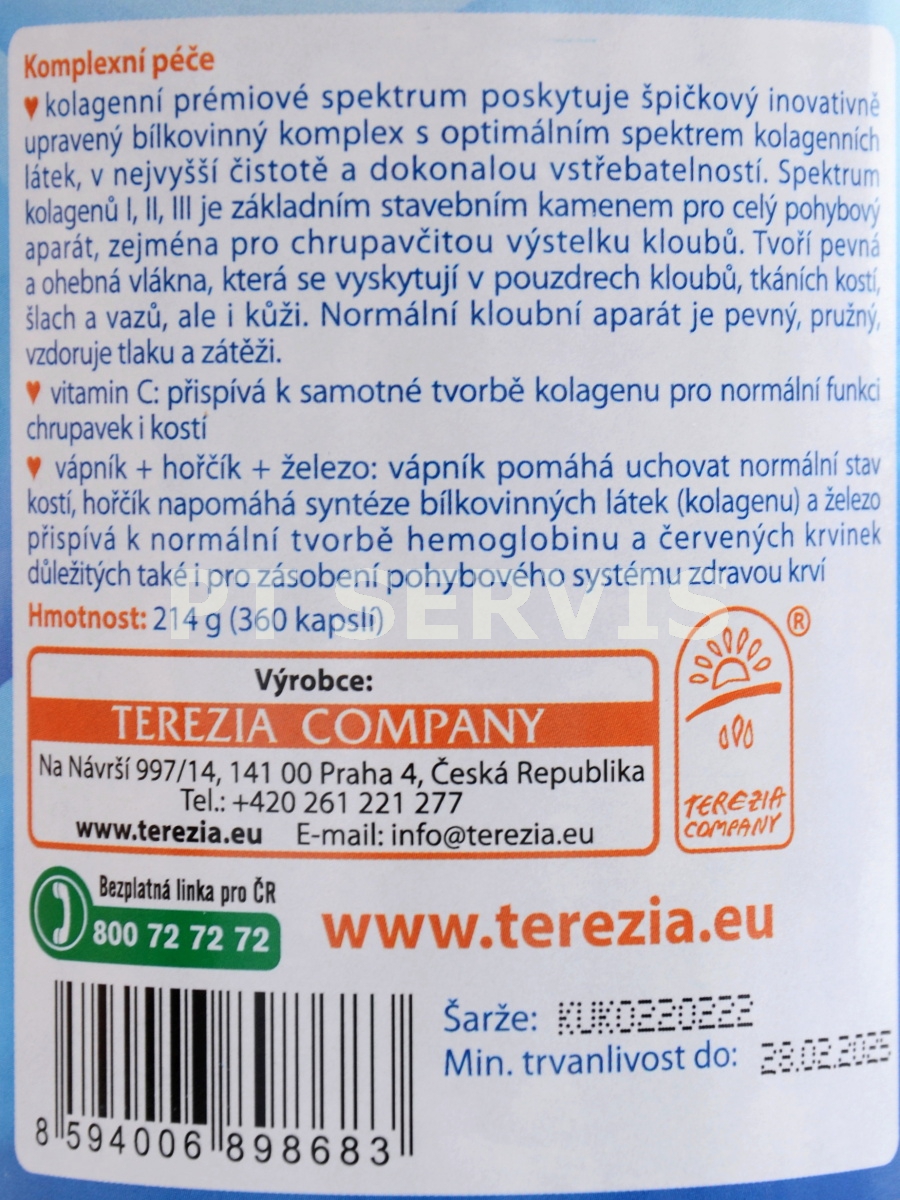 Komplexní péče
♥ kolagenní prémiové spektrum poskytuje špičkový inovativně
upravený bílkovinný komplex s optimálním spektrem kolagenních
látek, v nejvyšší čistotě a dokonalou vstřebatelností. Spektrum
kolagenů I, II, III je základním stavebním kamenem pro celý pohybový
aparát, zejména pro chrupavčitou výstelku kloubů. Tvoří pevná
a ohebná vlákna, která se vyskytují v pouzdrech kloubů, tkáních kostí,
šlach a vazů, ale i kůži. Normální kloubní aparát je pevný, pružný,
vzdoruje tlaku a zátěži.
♥ vitamin C: přispívá k samotné tvorbě kolagenu pro normální funkci
chrupavek i kostí
♥ vápník + hořčík + železo: vápník pomáhá uchovat normální stav
kostí, hořčík napomáhá syntéze bílkovinných látek (kolagenu) a železo
přispívá k normální tvorbě hemoglobinu a červených krvinek
důležitých také i pro zásobení pohybového systému zdravou krví
PT SERVIS
Hmotnost: 214 g (360 kapslí)
Výrobce:
TEREZIA COMPANY
Na Návrší 997/14, 141 00 Praha 4, Česká Republika
Tel.: +420 261 221 277
www.terezia.eu E-mail: info@terezia.eu
®
TEREZIA
COMPANY
Bezplatná linka pro ČR
800 72 72 72
www.terezia.eu
Šarže: KUK0220222
Min. trvanlivost do: 28.02.2025
8 594006 898683